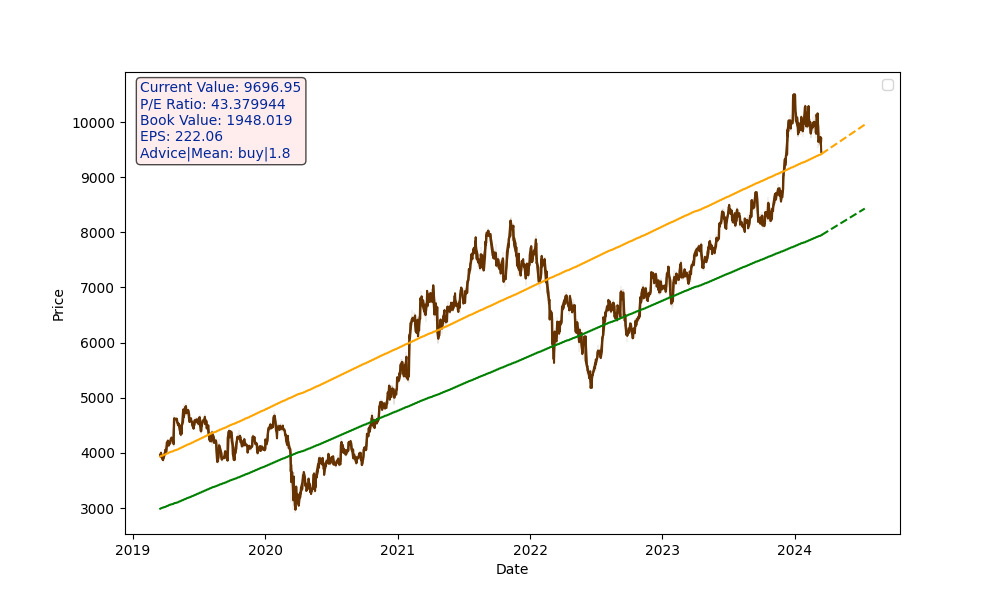 Current Value: 9696.95
P/E Ratio: 43.379944
Book Value: 1948.019
EPS: 222.06
Advice|Mean: buy|1.8
10000
9000
8000
7000
6000
5000
4000
3000
Price
2019 2020 2021 2022 2023 2024
Date